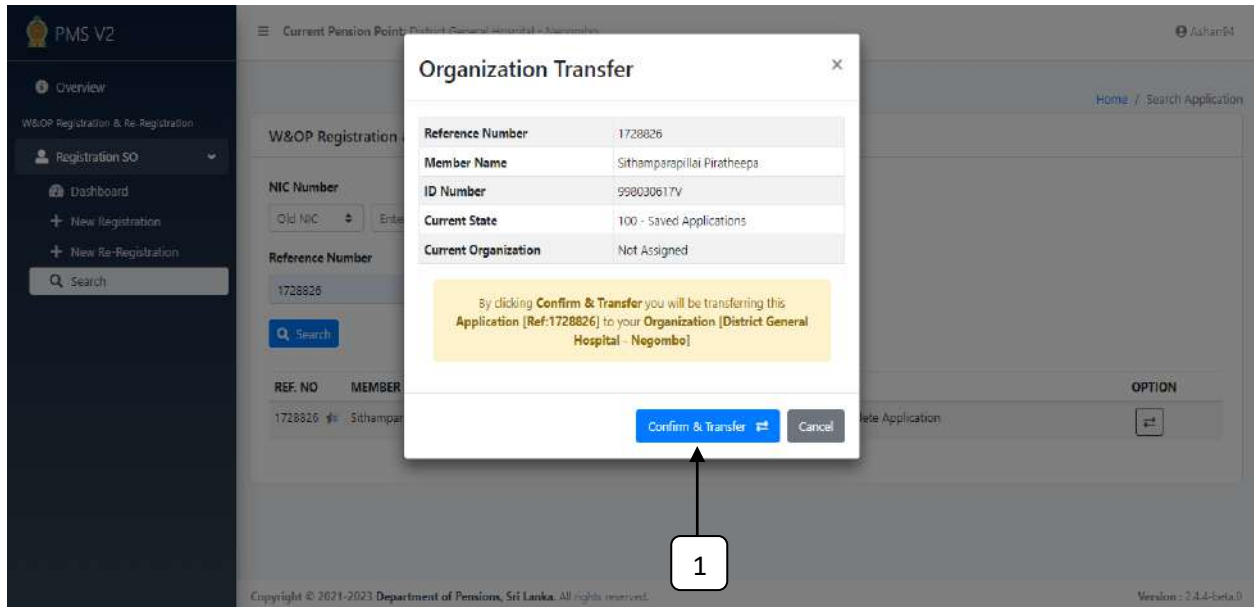 PMS V2
Current Pension Point: District General Hospital - Negombo
Ashan94
Overview
W&OP Registration & Re-Registration
Registration SO
Dashboard
New Registration
New Re-Registration
Search
Home / Search Application
W&OP Registration
NIC Number
Old NIC
Reference Number
1728826
Search
REF. NO MEMBER OPTION
1728826 Sithampar Application
Organization Transfer ×
Reference Number 1728826
Member Name Sithamparapillai Piratheepa
ID Number 998030617V
Current State 100 - Saved Applications
Current Organization Not Assigned
By clicking Confirm & Transfer you will be transferring this
Application [Ref:1728826] to your Organization [District General
Hospital - Negombo]
Confirm & Transfer Cancel
1
Copyright © 2021-2023 Department of Pensions, Sri Lanka. All rights reserved. Version : 2.4.4-beta.0